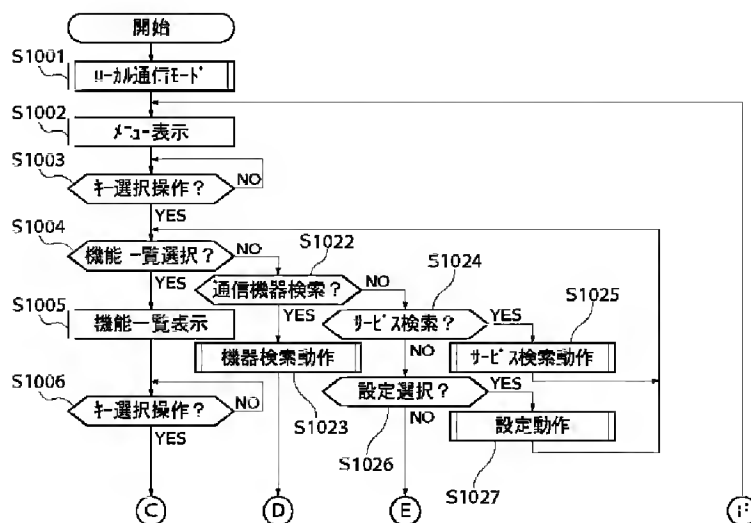 開始
S1001
ローカル通信モード
S1002
メニュー表示
S1003
キー選択操作？
NO
YES
S1004
機能一覧選択？
NO
YES
S1022
通信機器検索？
NO
YES
S1024
サービス検索？
YES
NO
S1025
サービス検索動作
S1005
機能一覧表示
機器検索動作
S1023
設定選択？
YES
NO
S1026
設定動作
S1027
S1006
キー選択操作？
NO
YES
C
D
E